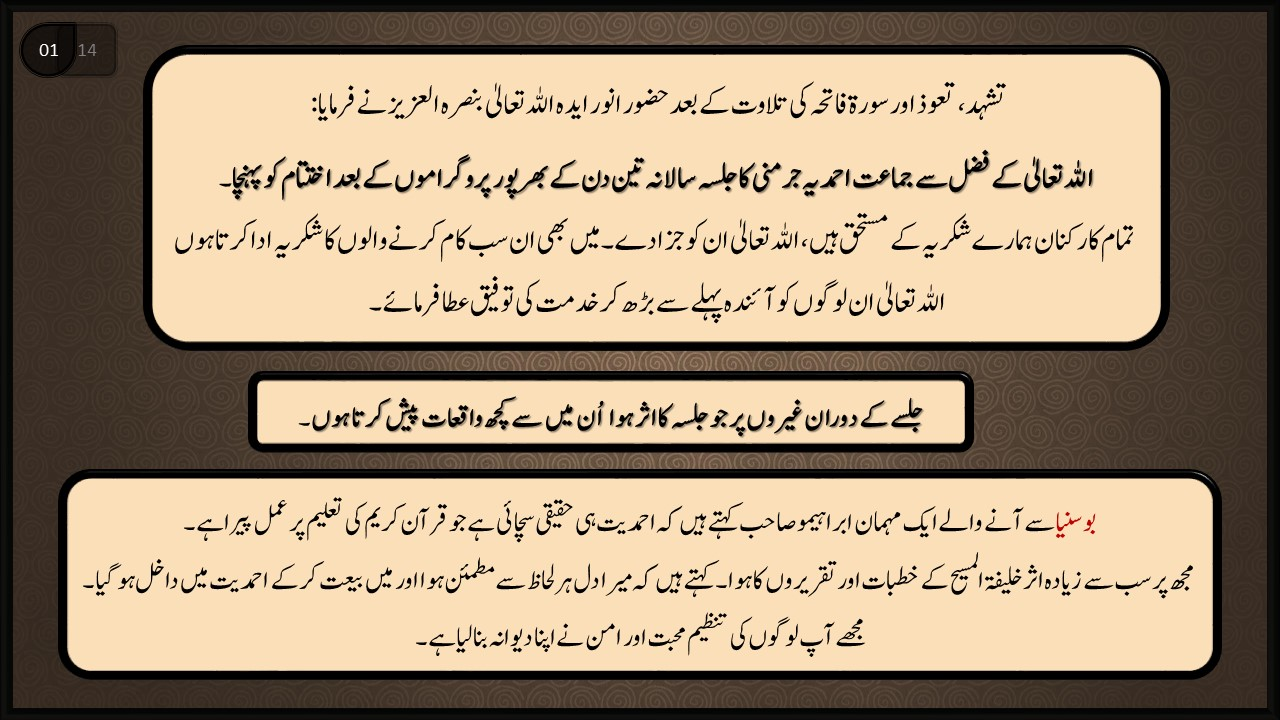 01 14
تشہد، تعوذ اور سورۃ فاتحہ کی تلاوت کے بعد حضور انور ایدہ اللہ تعالیٰ بنصرہ العزیز نے فرمایا:
اللہ تعالیٰ کے فضل سے جماعت احمدیہ جرمنی کا جلسہ سالانہ تین دن کے بھرپور پروگراموں کے بعد اختتام کو پہنچا۔
تمام کارکنان ہمارے شکریہ کے مستحق ہیں، اللہ تعالیٰ ان کو جزا دے۔ میں بھی ان سب کام کرنے والوں کا شکریہ ادا کرتا ہوں
اللہ تعالیٰ ان لوگوں کو آئندہ پہلے سے بڑھ کر خدمت کی توفیق عطا فرمائے۔
جلسے کے دوران غیروں پر جو جلسہ کا اثر ہوا اُن میں سے کچھ واقعات پیش کرتا ہوں۔
بوسنیا سے آنے والے ایک مہمان ابراہیمو صاحب کہتے ہیں کہ احمدیت ہی حقیقی سچائی ہے جو قرآن کریم کی تعلیم پر عمل پیرا ہے۔
مجھ پر سب سے زیادہ اثر خلیفۃ المسیح کے خطبات اور تقریروں کا ہوا۔ کہتے ہیں کہ میرا دل ہر لحاظ سے مطمئن ہوا اور میں بیعت کر کے احمدیت میں داخل ہو گیا۔
مجھے آپ لوگوں کی تنظیم محبت اور امن نے اپنا دیوانہ بنا لیا ہے۔